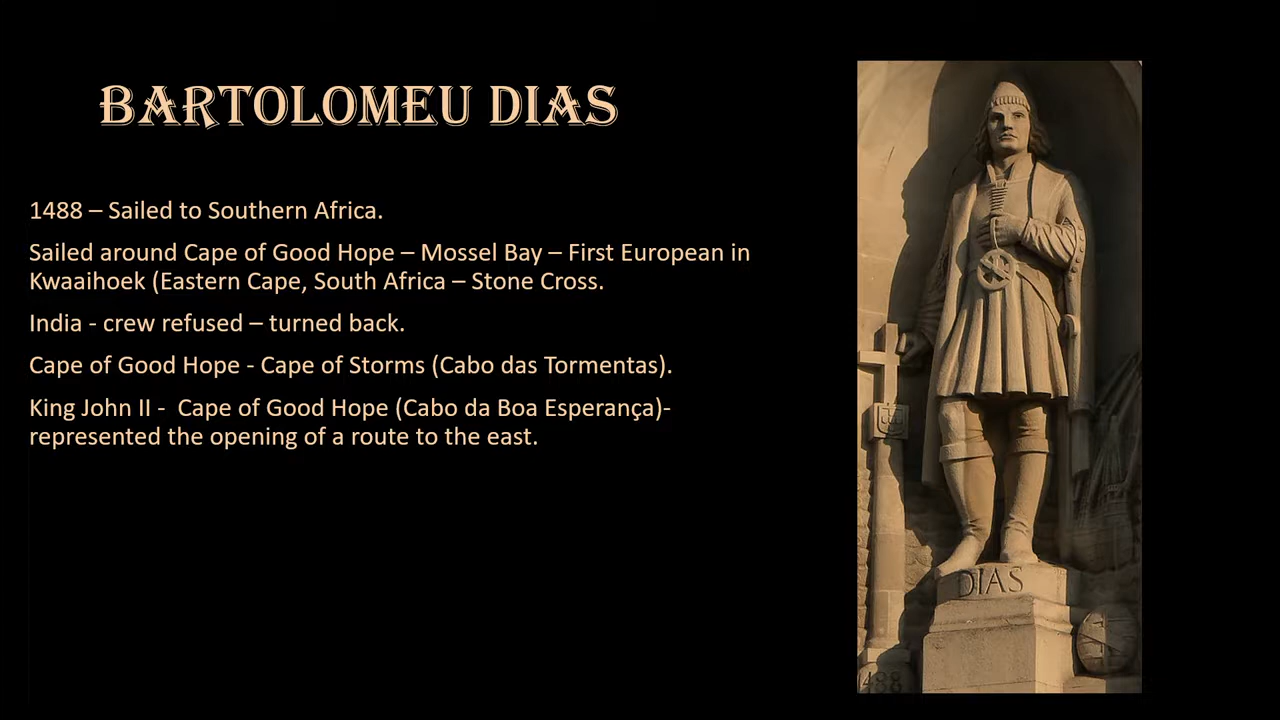 BARTOLOMEU DIAS
1488 – Sailed to Southern Africa.
Sailed around Cape of Good Hope – Mossel Bay – First European in
Kwaaihoek (Eastern Cape, South Africa – Stone Cross.
India - crew refused – turned back.
Cape of Good Hope - Cape of Storms (Cabo das Tormentas).
King John II -  Cape of Good Hope (Cabo da Boa Esperança)-
represented the opening of a route to the east.
DIAS
1488